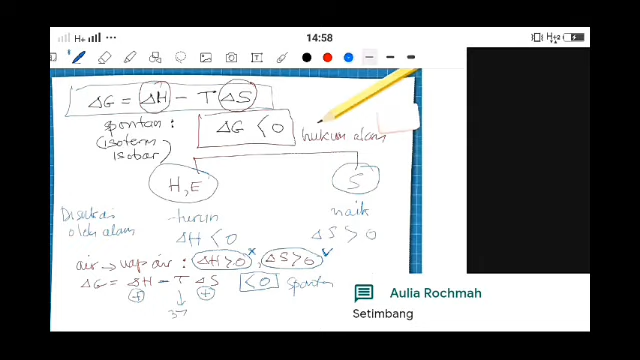 14:58
H+
ΔG = ΔH - T ΔS
spontan :
(isoterm
isobar)
ΔG < 0
hukum alam
H, E
S
Disukai
oleh alam
turun
naik
ΔH < 0
ΔS > 0
air → uap air : ΔH > 0 x , ΔS > 0 ✓
ΔG = ΔH - T ΔS
< 0
spontan
+
+
Aulia Rochmah
Setimbang